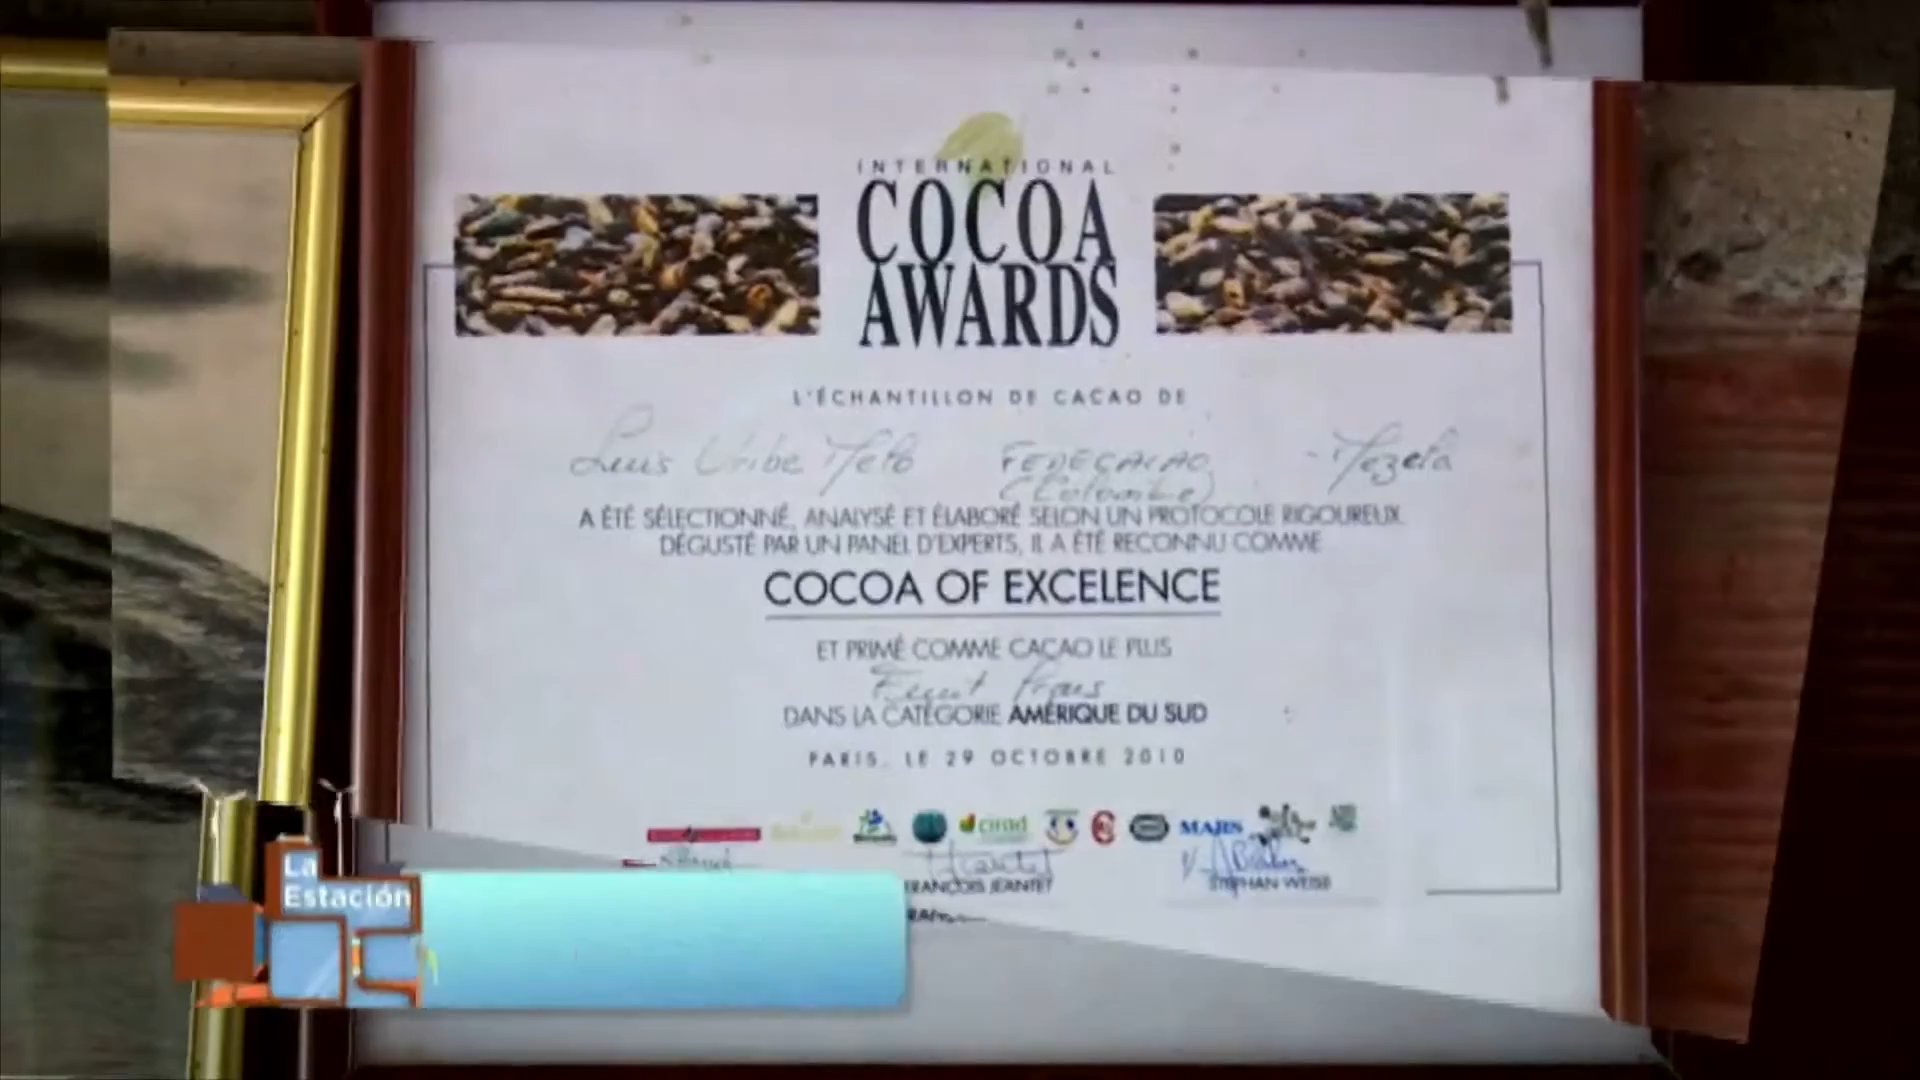 INTERNATIONAL
COCOA
AWARDS
L'ÉCHANTILLON DE CACAO DE
Luis Uribe Melo FEDECACAO - Mezcla
(Colombie)
A ÉTÉ SÉLECTIONNÉ, ANALYSÉ ET ÉLABORÉ SELON UN PROTOCOLE RIGOUREUX.
DÉGUSTÉ PAR UN PANEL D'EXPERTS, IL A ÉTÉ RECONNU COMME
COCOA OF EXCELENCE
ET PRIMÉ COMME CACAO LE PLUS
Fruit
DANS LA CATÉGORIE AMÉRIQUE DU SUD
PARIS, LE 29 OCTOBRE 2010
cirad MARS
FRANÇOIS JEANTET STEPHAN WEISE
La
Estación